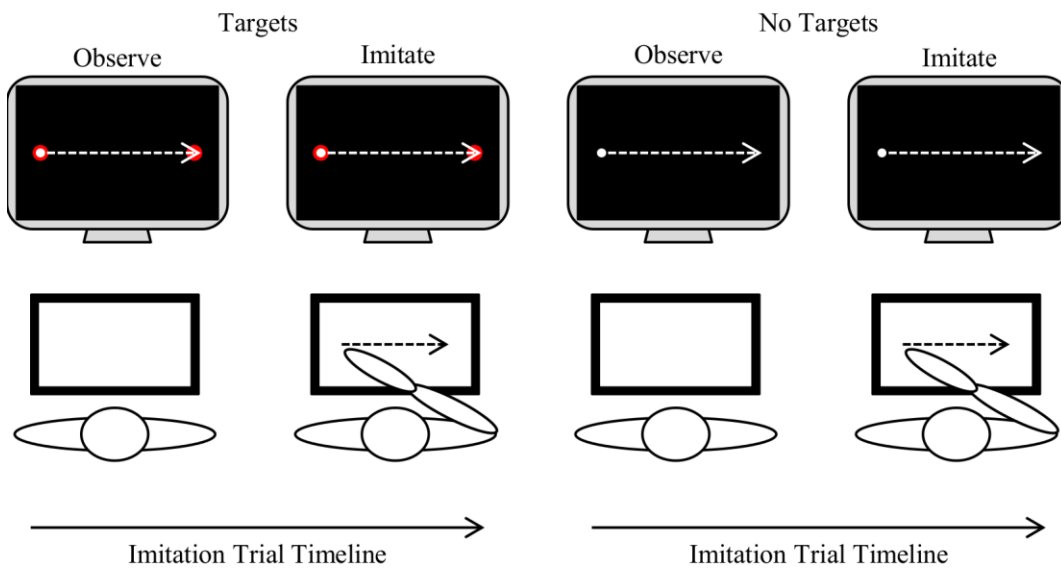 Targets
No Targets
Observe
Imitate
Observe
Imitate
Imitation Trial Timeline
Imitation Trial Timeline